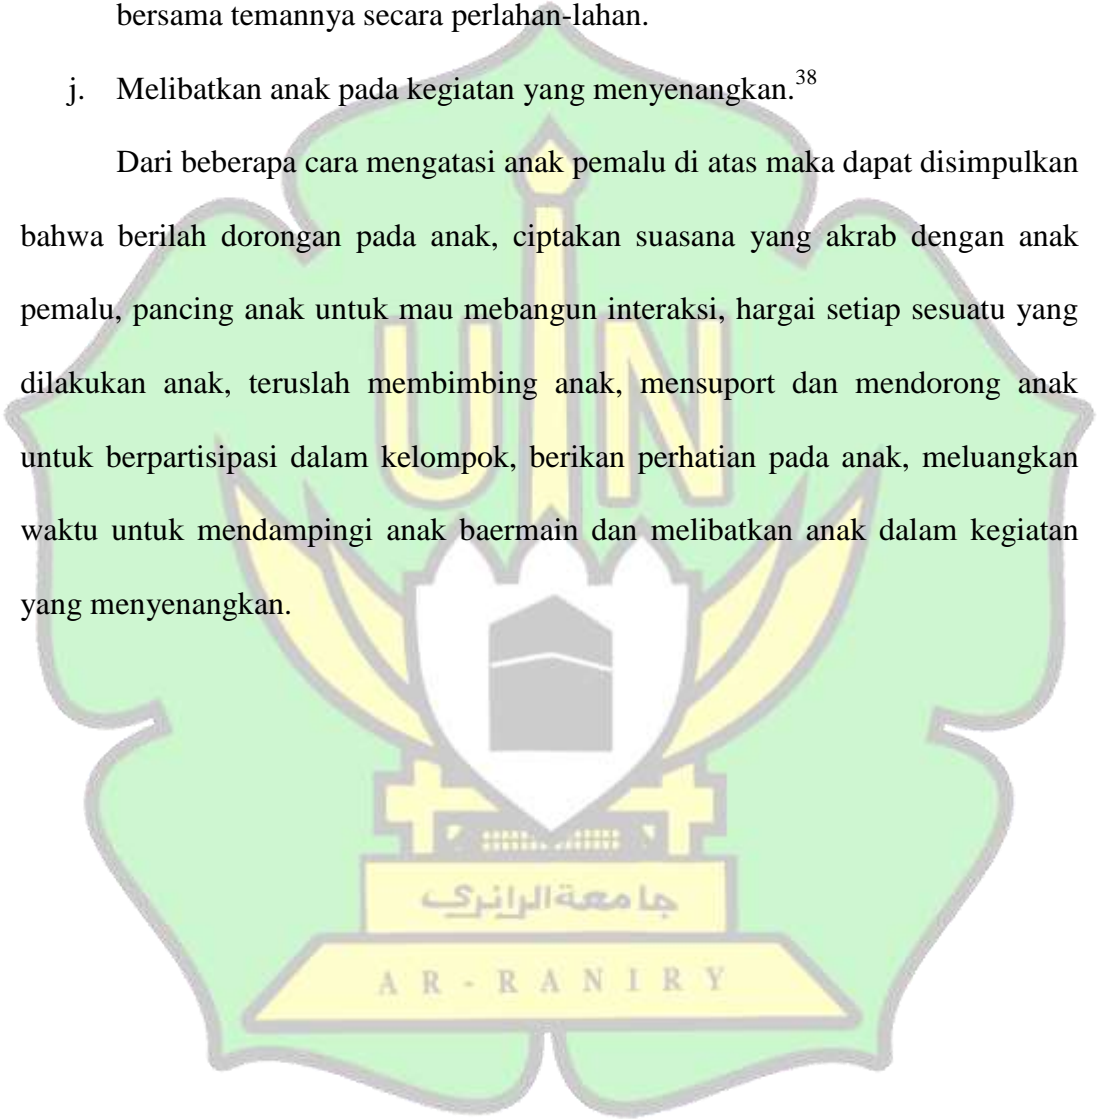 bersama temannya secara perlahan-lahan.
j. Melibatkan anak pada kegiatan yang menyenangkan.38
Dari beberapa cara mengatasi anak pemalu di atas maka dapat disimpulkan
bahwa berilah dorongan pada anak, ciptakan suasana yang akrab dengan anak
pemalu, pancing anak untuk mau mebangun interaksi, hargai setiap sesuatu yang
dilakukan anak, teruslah membimbing anak, mensuport dan mendorong anak
untuk berpartisipasi dalam kelompok, berikan perhatian pada anak, meluangkan
waktu untuk mendampingi anak baermain dan melibatkan anak dalam kegiatan
yang menyenangkan.
UIN
جامعة الرانري
AR-RANIRY